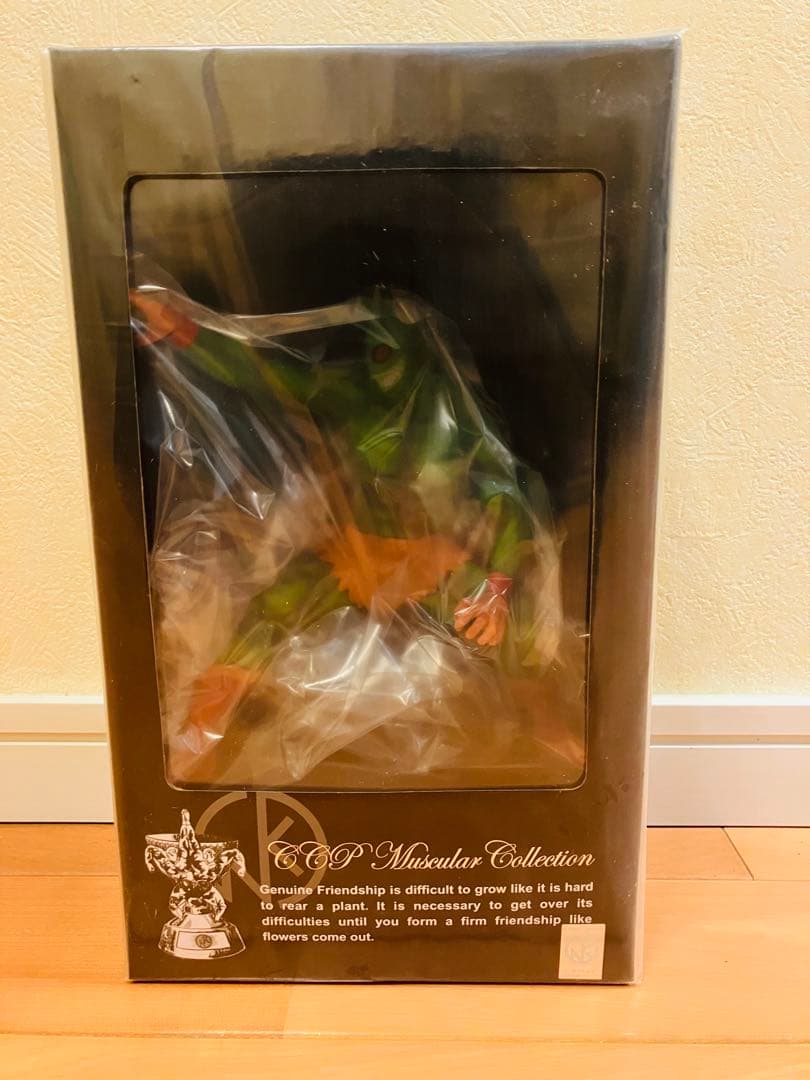 CCP Muscular Collection
Genuine Friendship is difficult to grow like it is hard
to rear a plant. It is necessary to get over its
difficulties until you form a firm friendship like
flowers come out.